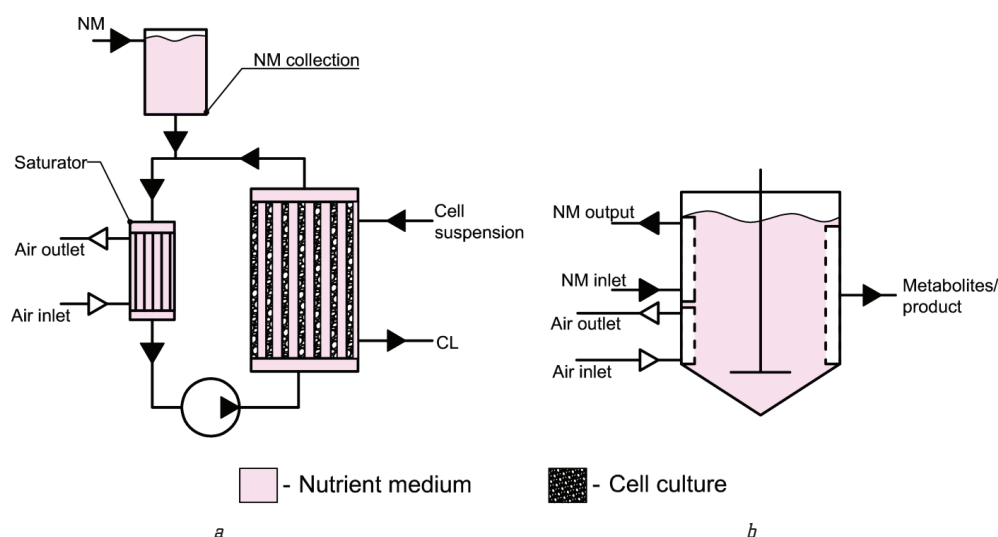 NM
NM collection
Saturator
Air outlet
Air inlet
Cell
suspension
CL
NM output
NM inlet
Air outlet
Air inlet
Metabolites/
product
- Nutrient medium
- Cell culture
a
b